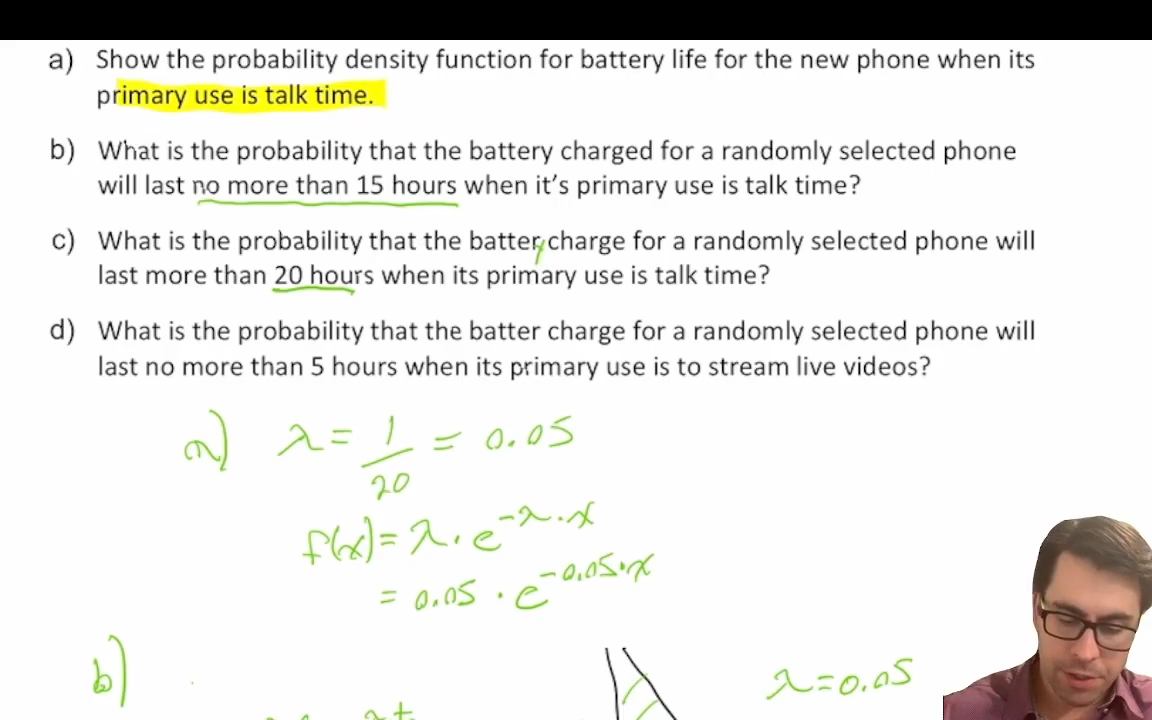 a) Show the probability density function for battery life for the new phone when its
primary use is talk time.
b) What is the probability that the battery charged for a randomly selected phone
will last no more than 15 hours when it's primary use is talk time?
c) What is the probability that the battery charge for a randomly selected phone will
last more than 20 hours when its primary use is talk time?
d) What is the probability that the batter charge for a randomly selected phone will
last no more than 5 hours when its primary use is to stream live videos?
a) λ = 1/20 = 0.05
f(x) = λ · e^(-λ · x)
= 0.05 · e^(-0.05 · x)
b)
λ = 0.05